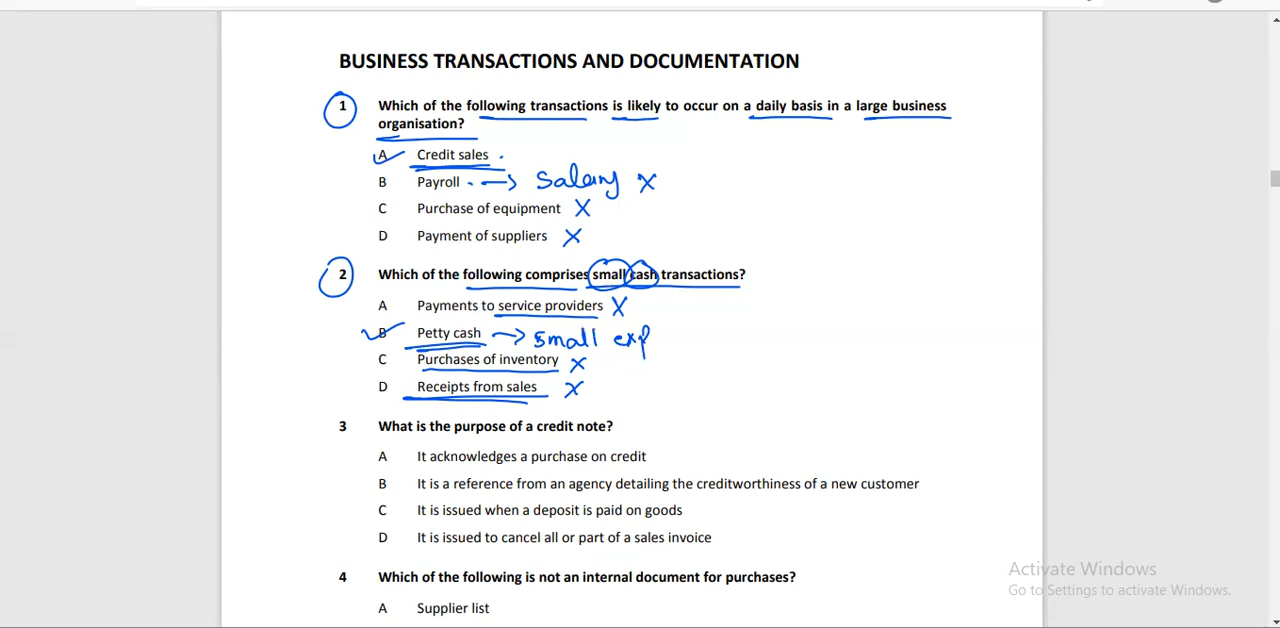 BUSINESS TRANSACTIONS AND DOCUMENTATION
1 Which of the following transactions is likely to occur on a daily basis in a large business
organisation?
A Credit sales
B Payroll → Salary X
C Purchase of equipment X
D Payment of suppliers X
2 Which of the following comprises small cash transactions?
A Payments to service providers X
B Petty cash → small exp
C Purchases of inventory X
D Receipts from sales X
3 What is the purpose of a credit note?
A It acknowledges a purchase on credit
B It is a reference from an agency detailing the creditworthiness of a new customer
C It is issued when a deposit is paid on goods
D It is issued to cancel all or part of a sales invoice
4 Which of the following is not an internal document for purchases?
A Supplier list
Activate Windows
Go to Settings to activate Windows.